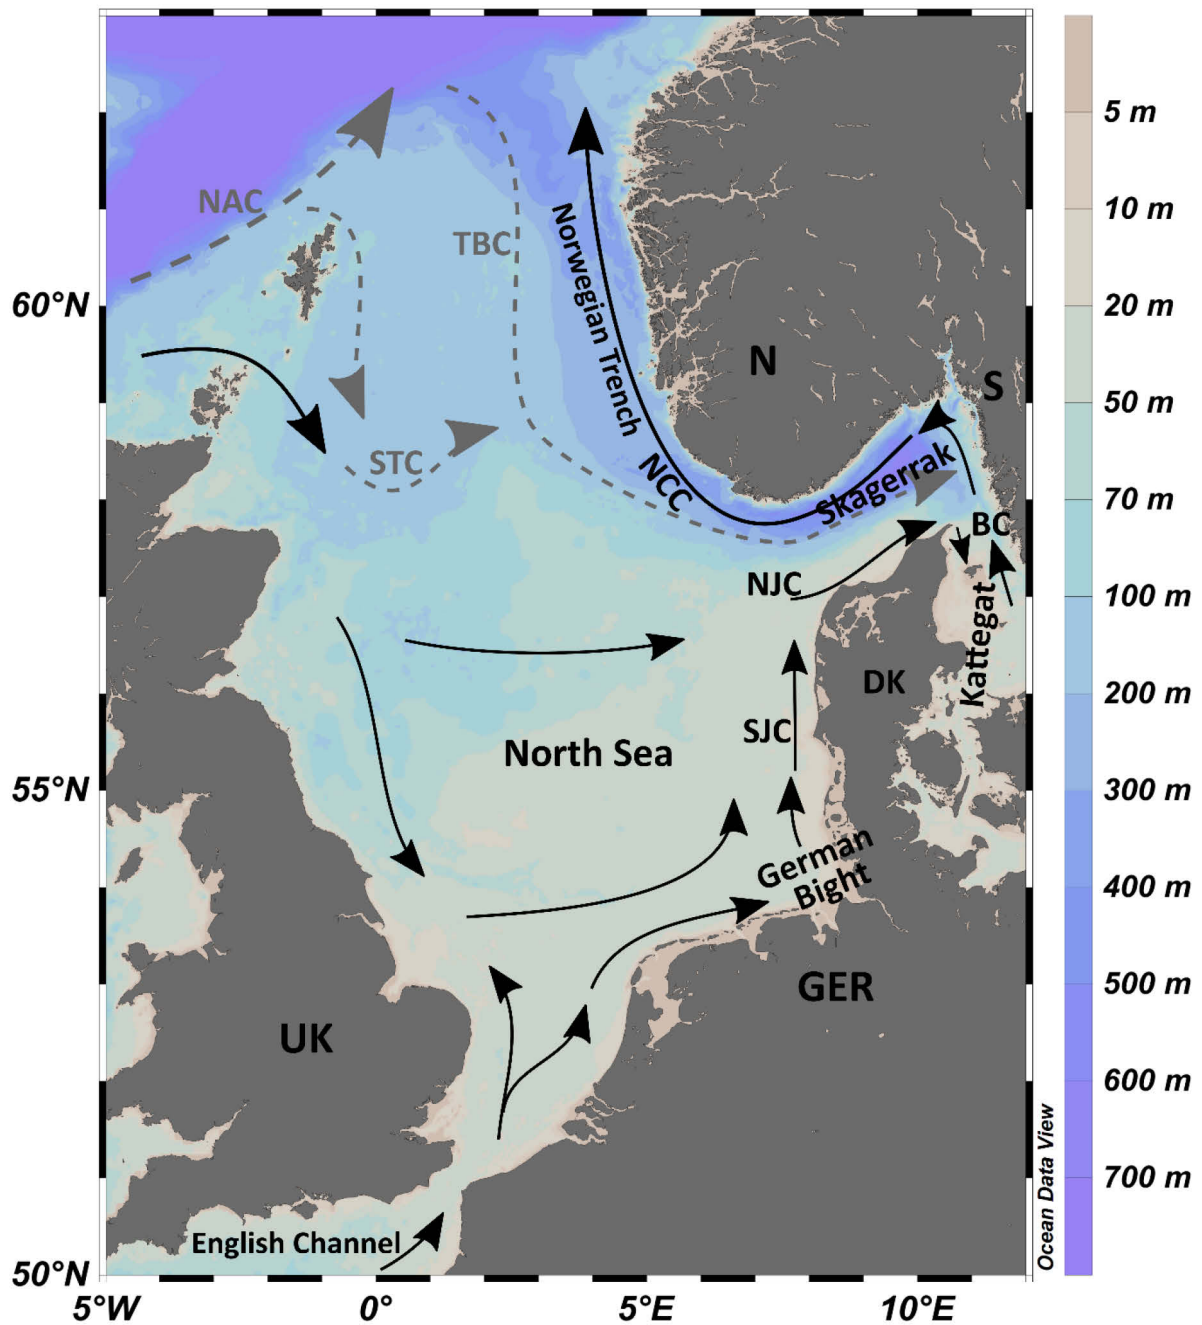 NAC
TBC
Norwegian Trench
60°N
N
S
STC
NCC
Skagerrak
BC
NJC
Kattegat
DK
SJC
North Sea
55°N
German
Bight
GER
UK
English Channel
50°N
5°W
0°
5°E
10°E
Ocean Data View
5 m
10 m
20 m
50 m
70 m
100 m
200 m
300 m
400 m
500 m
600 m
700 m